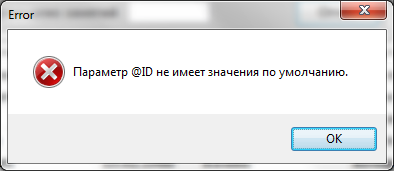 Error
Параметр @ID не имеет значения по умолчанию.
OK